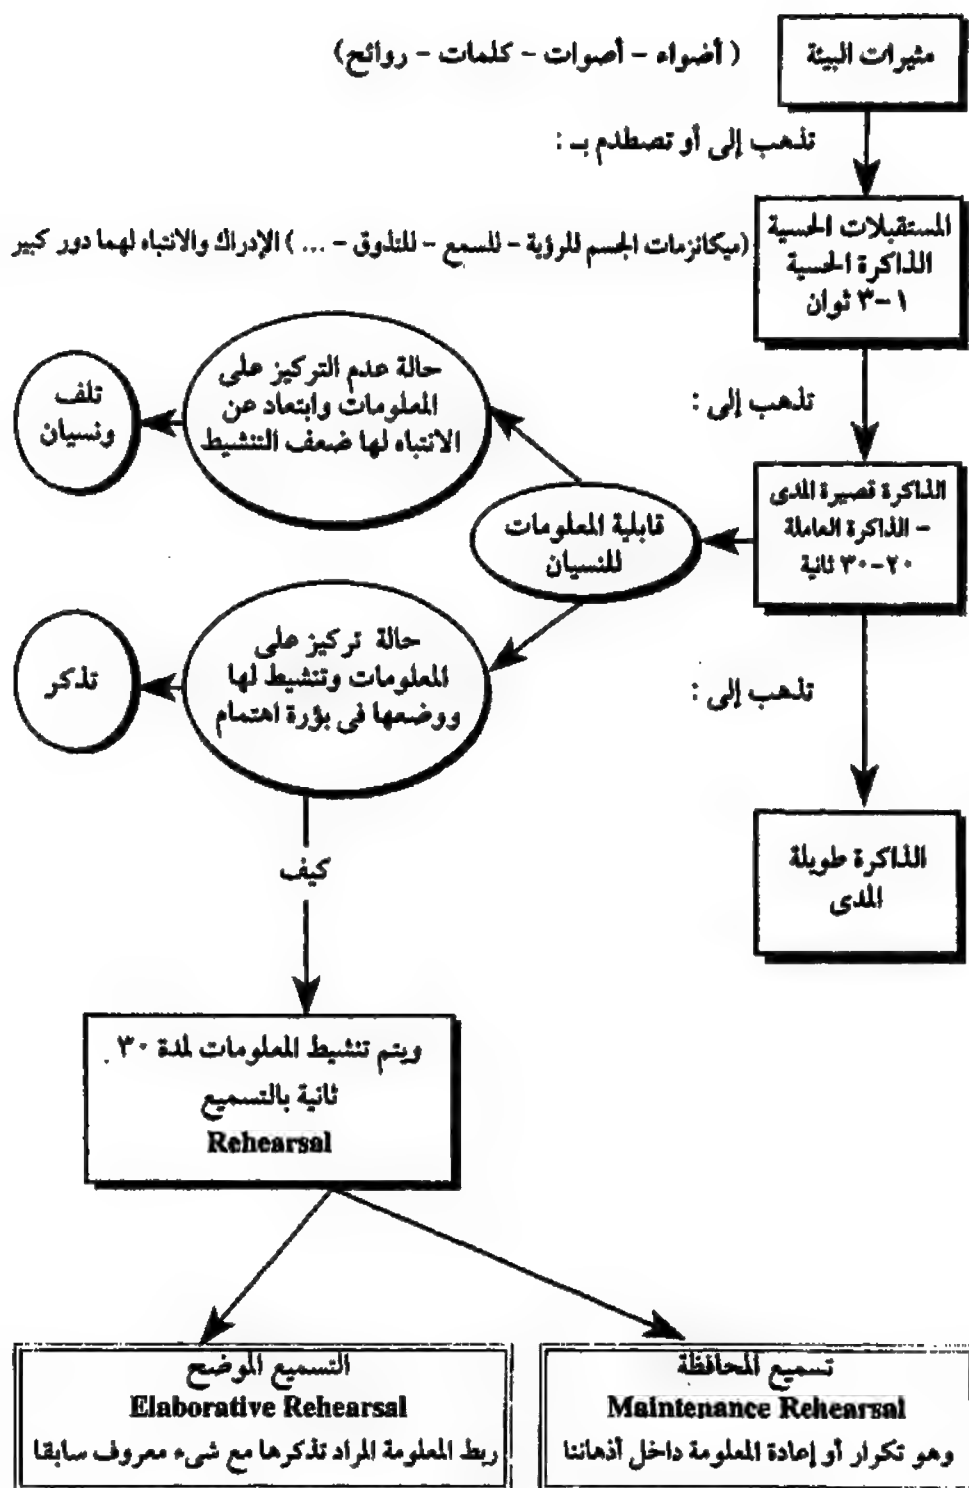 مثيرات البيئة
( أضواء - أصوات - كلمات - روائح)
تذهب إلى أو تصطدم بـ :
المستقبلات الحسية
الذاكرة الحسية
١-٣ ثوان
(ميكانزمات الجسم للرؤية - للسمع - للتذوق - ... ) الإدراك والانتباه لهما دور كبير
تذهب إلى :
الذاكرة قصيرة المدى
- الذاكرة العاملة
٢٠-٣٠ ثانية
قابلية المعلومات
للنسيان
حالة عدم التركيز على
المعلومات وابتعاد عن
الانتباه لها ضعف التنشيط
تلف
ونسيان
حالة تركيز على
المعلومات وتنشيط لها
ووضعها فى بؤرة اهتمام
تذكر
تذهب إلى :
الذاكرة طويلة
المدى
كيف
ويتم تنشيط المعلومات لمدة ٣٠
ثانية بالتسميع
Rehearsal
تسميع المحافظة
Maintenance Rehearsal
وهو تكرار أو إعادة المعلومة داخل أذهاننا
التسميع الموضح
Elaborative Rehearsal
ربط المعلومة المراد تذكرها مع شىء معروف سابقا